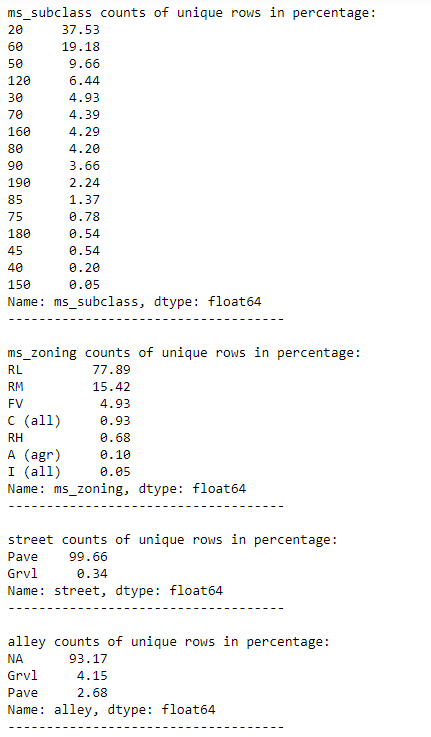 ms_subclass counts of unique rows in percentage:
20     37.53
60     19.18
50      9.66
120     6.44
30      4.93
70      4.39
160     4.29
80      4.20
90      3.66
190     2.24
85      1.37
75      0.78
180     0.54
45      0.54
40      0.20
150     0.05
Name: ms_subclass, dtype: float64
------------------------------------
ms_zoning counts of unique rows in percentage:
RL         77.89
RM         15.42
FV          4.93
C (all)     0.93
RH          0.68
A (agr)     0.10
I (all)     0.05
Name: ms_zoning, dtype: float64
------------------------------------
street counts of unique rows in percentage:
Pave    99.66
Grvl     0.34
Name: street, dtype: float64
------------------------------------
alley counts of unique rows in percentage:
NA      93.17
Grvl     4.15
Pave     2.68
Name: alley, dtype: float64
------------------------------------